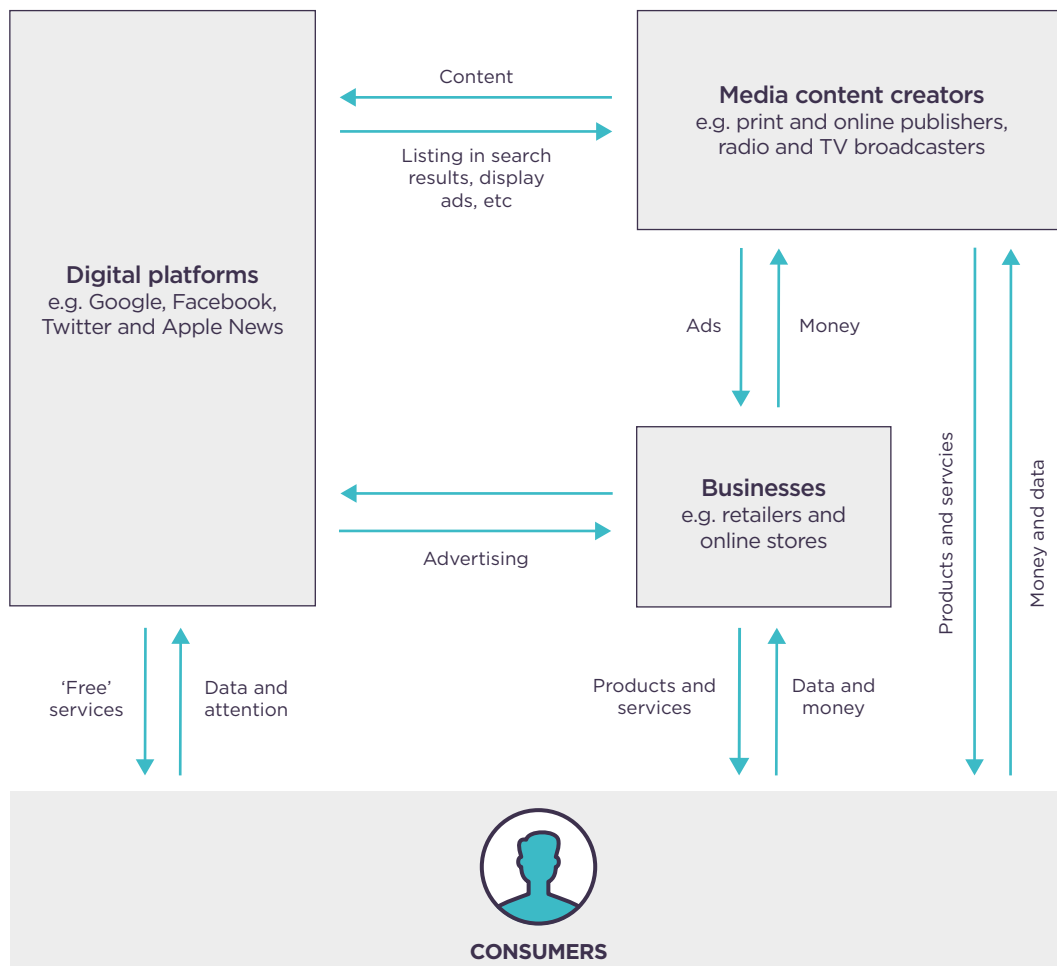 Content
Listing in search
results, display
ads, etc
Media content creators
e.g. print and online publishers,
radio and TV broadcasters
Digital platforms
e.g. Google, Facebook,
Twitter and Apple News
Ads
Money
Businesses
e.g. retailers and
online stores
Advertising
Products and servcies
Money and data
‘Free’
services
Data and
attention
Products and
services
Data and
money
CONSUMERS